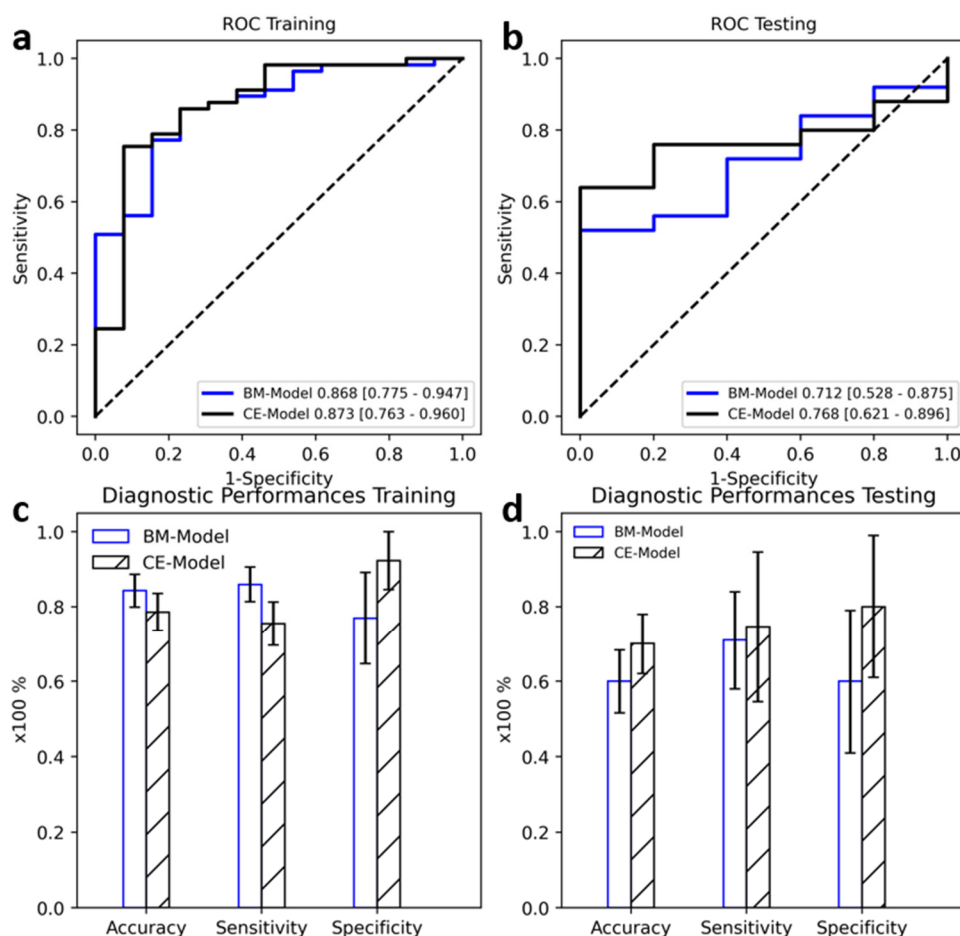 a
ROC Training
1.0
0.8
0.6
0.4
0.2
0.0
Sensitivity
BM-Model 0.868 [0.775 - 0.947]
CE-Model 0.873 [0.763 - 0.960]
0.0 0.2 0.4 0.6 0.8 1.0
1-Specificity
b
ROC Testing
1.0
0.8
0.6
0.4
0.2
0.0
Sensitivity
BM-Model 0.712 [0.528 - 0.875]
CE-Model 0.768 [0.621 - 0.896]
0.0 0.2 0.4 0.6 0.8 1.0
1-Specificity
c
Diagnostic Performances Training
1.0
0.8
0.6
0.4
0.2
0.0
x100 %
BM-Model
CE-Model
Accuracy Sensitivity Specificity
d
Diagnostic Performances Testing
1.0
0.8
0.6
0.4
0.2
0.0
x100 %
BM-Model
CE-Model
Accuracy Sensitivity Specificity